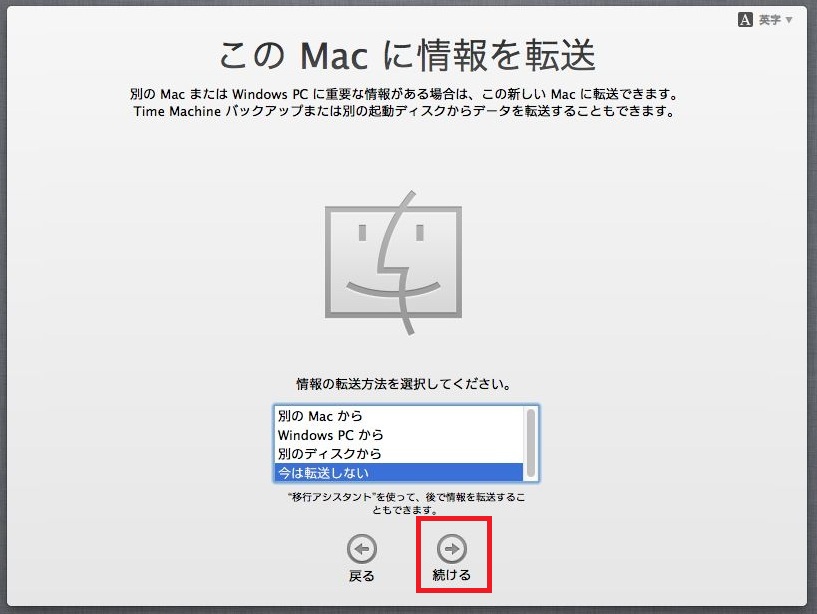 A 英字 ▼
この Mac に情報を転送
別の Mac または Windows PC に重要な情報がある場合は、この新しい Mac に転送できます。
Time Machine バックアップまたは別の起動ディスクからデータを転送することもできます。
情報の転送方法を選択してください。
別の Mac から
Windows PC から
別のディスクから
今は転送しない
“移行アシスタント”を使って、後で情報を転送するこ
ともできます。
戻る
続ける